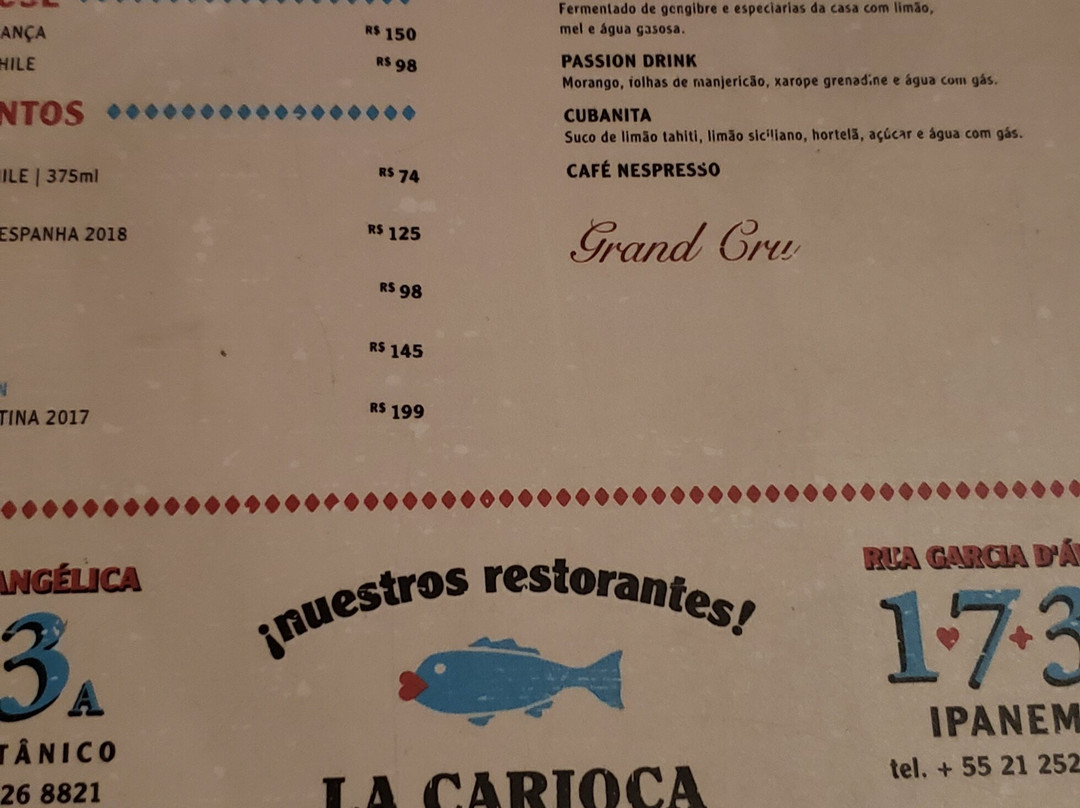 ANÇA R$ 150
HILE R$ 98
NTOS
ILE | 375ml R$ 74
ESPANHA 2018 R$ 125
R$ 98
R$ 145
N
TINA 2017 R$ 199
Fermentado de gengibre e especiarias da casa com limão,
mel e água gasosa.
PASSION DRINK
Morango, folhas de manjericão, xarope grenadine e água com gás.
CUBANITA
Suco de limão tahiti, limão siciliano, hortelã, açúcar e água com gás.
CAFÉ NESPRESSO
Grand Cru
ANGÉLICA
3A
TÂNICO
26 8821
¡nuestros restorantes!
LA CARIOCA
RUA GARCIA D'Á
173
IPANEM
tel. + 55 21 252